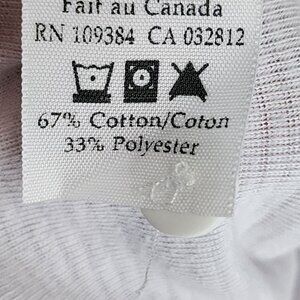 Fait au Canada
RN 109384 CA 032812
67% Cotton/Coton
33% Polyester